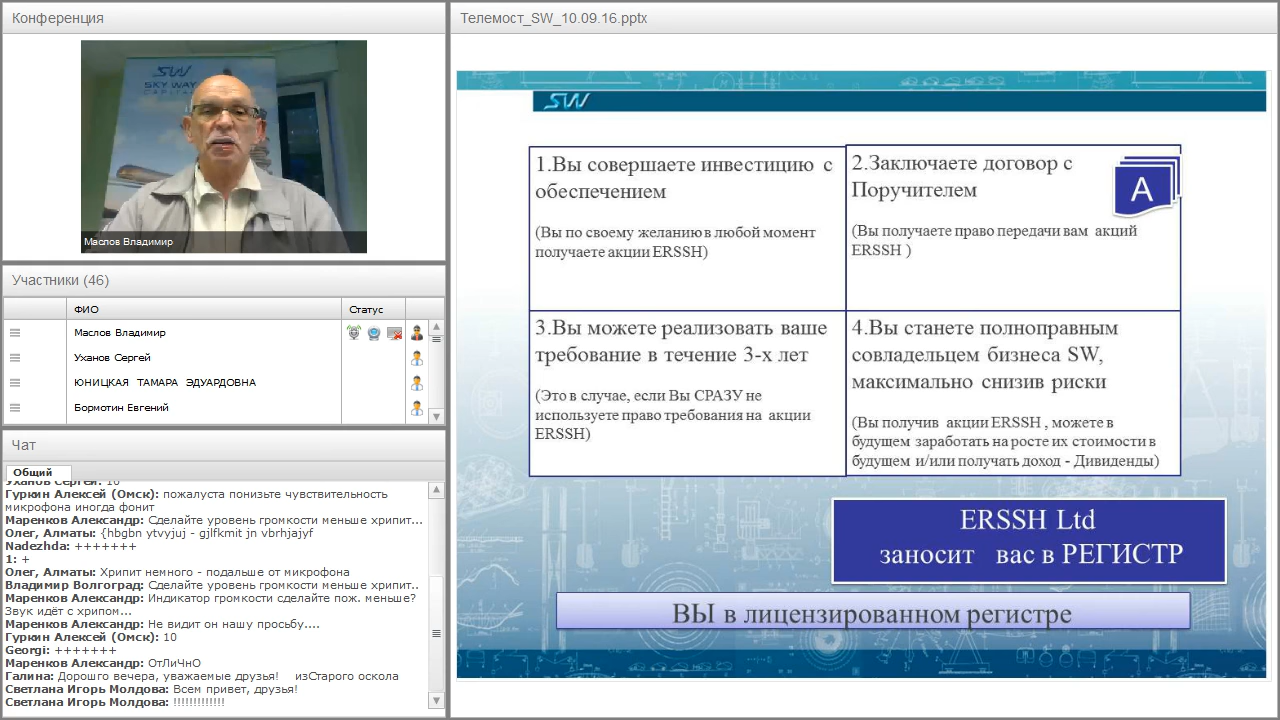 Конференция
SW
SKY WAY
CAPITAL
Маслов Владимир
Участники (46)
ФИО
Статус
Маслов Владимир
Уханов Сергей
ЮНИЦКАЯ ТАМАРА ЭДУАРДОВНА
Бормотин Евгений
Чат
Общий
Уханов Сергей: 10
Гуркин Алексей (Омск): пожалуста понизьте чувствительность
микрофона иногда фонит
Маренков Александр: Сделайте уровень громкости меньше хрипит...
Олег, Алматы: {hbgbn ytvyjuj - gjlfkmit jn vbrhjajyf
Nadezhda: +++++++
1: +
Олег, Алматы: Хрипит немного - подальше от микрофона
Владимир Волгоград: Сделайте уровень громкости меньше хрипит..
Маренков Александр: Индикатор громкости сделайте пож. меньше?
Звук идёт с хрипом...
Маренков Александр: Не видит он нашу просьбу....
Гуркин Алексей (Омск): 10
Georgi: +++++++
Маренков Александр: ОтЛиЧнО
Галина: Дорошго вечера, уважаемые друзья! изСтарого оскола
Светлана Игорь Молдова: Всем привет, друзья!
Светлана Игорь Молдова: !!!!!!!!!!!!!
Телемост_SW_10.09.16.pptx
SW
1.Вы совершаете инвестицию с
обеспечением
(Вы по своему желанию в любой момент
получаете акции ERSSH)
2.Заключаете договор с
Поручителем
A
(Вы получаете право передачи вам акций
ERSSH )
3.Вы можете реализовать ваше
требование в течение 3-х лет
(Это в случае, если Вы СРАЗУ не
используете право требования на акции
ERSSH)
4.Вы станете полноправным
совладельцем бизнеса SW,
максимально снизив риски
(Вы получив акции ERSSH , можете в
будущем заработать на росте их стоимости в
будущем и/или получать доход - Дивиденды)
ERSSH Ltd
заносит вас в РЕГИСТР
ВЫ в лицензированном регистре